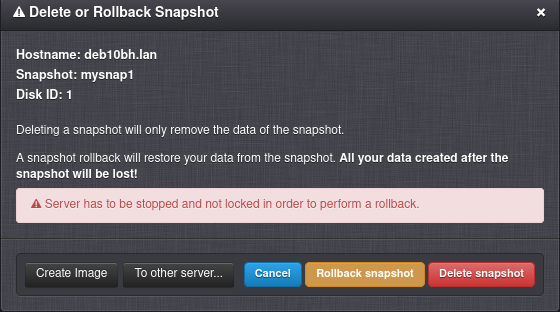 Delete or Rollback Snapshot
Hostname: deb10bh.lan
Snapshot: mysnap1
Disk ID: 1
Deleting a snapshot will only remove the data of the snapshot.
A snapshot rollback will restore your data from the snapshot. All your data created after the
snapshot will be lost!
Server has to be stopped and not locked in order to perform a rollback.
Create Image To other server... Cancel Rollback snapshot Delete snapshot